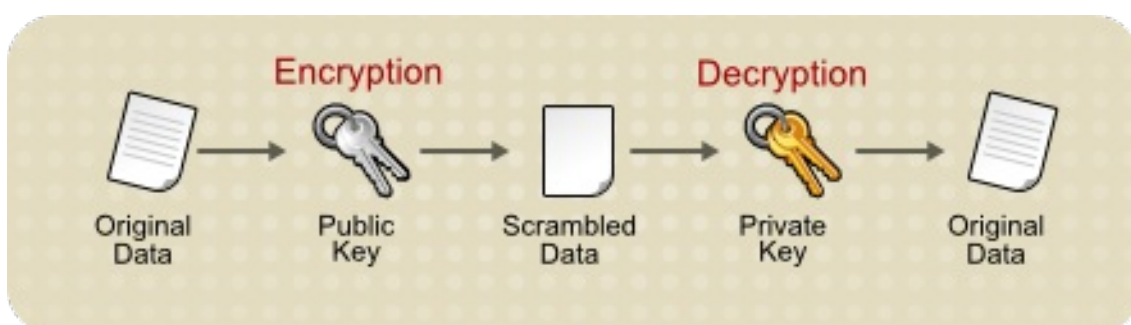 Encryption
Decryption
Original
Data
Public
Key
Scrambled
Data
Private
Key
Original
Data